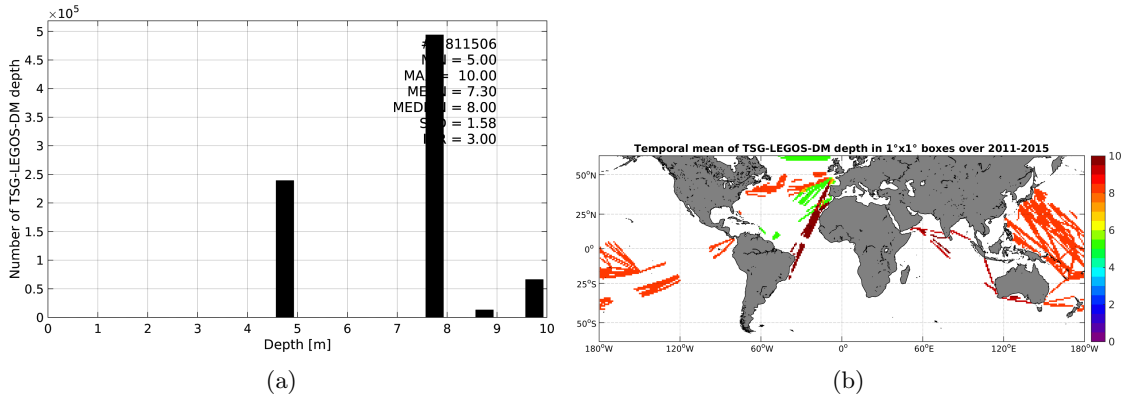 ×10⁵
5
4.5
4
3.5
3
2.5
2
1.5
1
0.5
0
Number of TSG-LEGOS-DM depth
811506
= 5.00
= 10.00
= 7.30
= 8.00
= 1.58
= 3.00
0 1 2 3 4 5 6 7 8 9 10
Depth [m]
(a)
Temporal mean of TSG-LEGOS-DM depth in 1°x1° boxes over 2011-2015
50°N
25°N
0°
25°S
50°S
180°W 120°W 60°W 0° 60°E 120°E 180°W
10
8
6
4
2
0
(b)